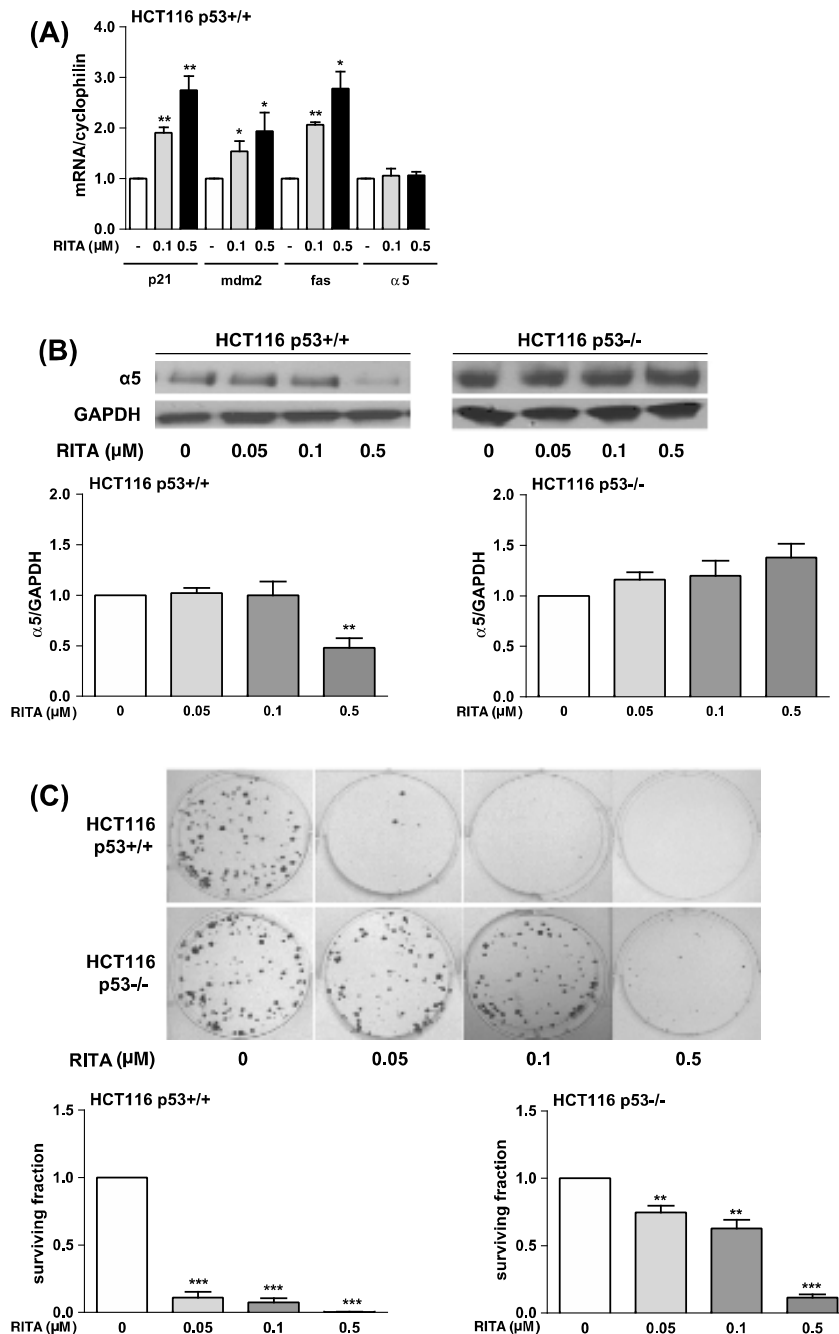 (A)
HCT116 p53+/+
mRNA/cyclophilin
4.0
3.0
2.0
1.0
0.0
** ** * * ** *
RITA (µM) - 0.1 0.5 - 0.1 0.5 - 0.1 0.5 - 0.1 0.5
p21 mdm2 fas α5
(B)
HCT116 p53+/+ HCT116 p53-/-
α5
GAPDH
RITA (µM) 0 0.05 0.1 0.5 0 0.05 0.1 0.5
HCT116 p53+/+
α5/GAPDH
2.0
1.5
1.0
0.5
0.0
**
RITA (µM) 0 0.05 0.1 0.5
HCT116 p53-/-
α5/GAPDH
2.0
1.5
1.0
0.5
0.0
RITA (µM) 0 0.05 0.1 0.5
(C)
HCT116
p53+/+
HCT116
p53-/-
RITA (µM) 0 0.05 0.1 0.5
HCT116 p53+/+
surviving fraction
1.5
1.0
0.5
0.0
*** *** ***
RITA (µM) 0 0.05 0.1 0.5
HCT116 p53-/-
surviving fraction
1.5
1.0
0.5
0.0
** ** ***
RITA (µM) 0 0.05 0.1 0.5